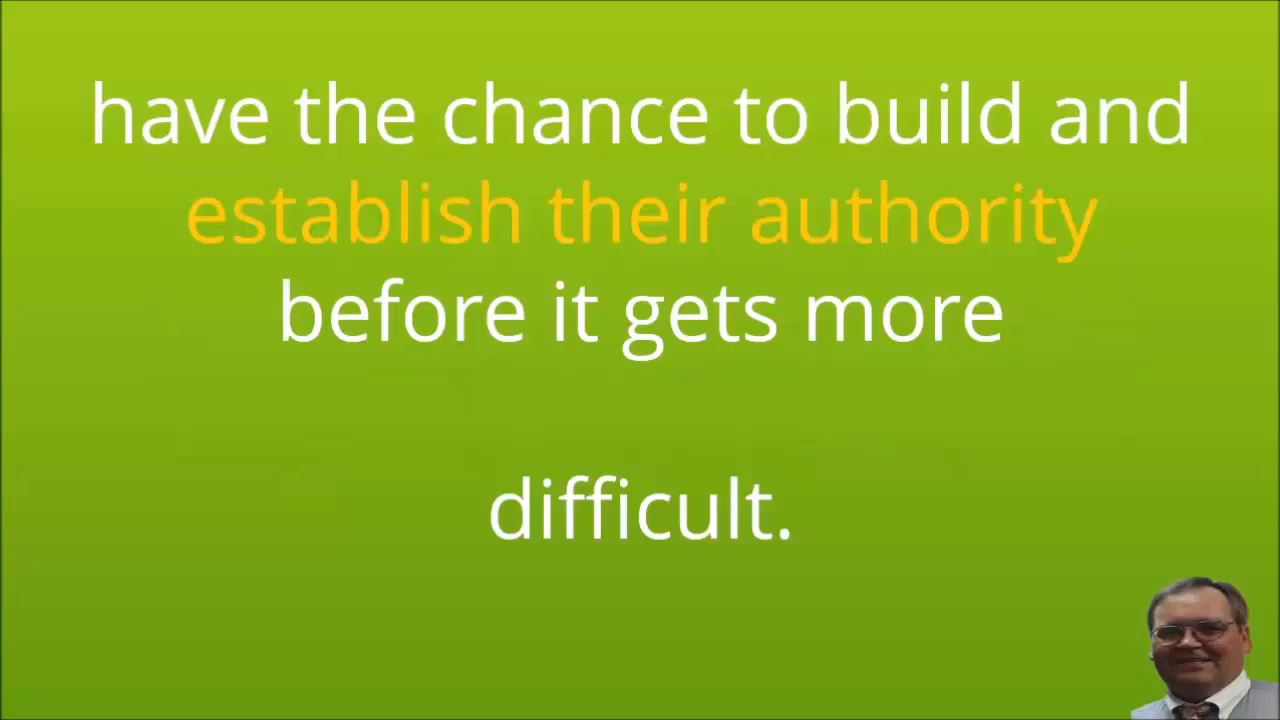 have the chance to build and
establish their authority
before it gets more
difficult.